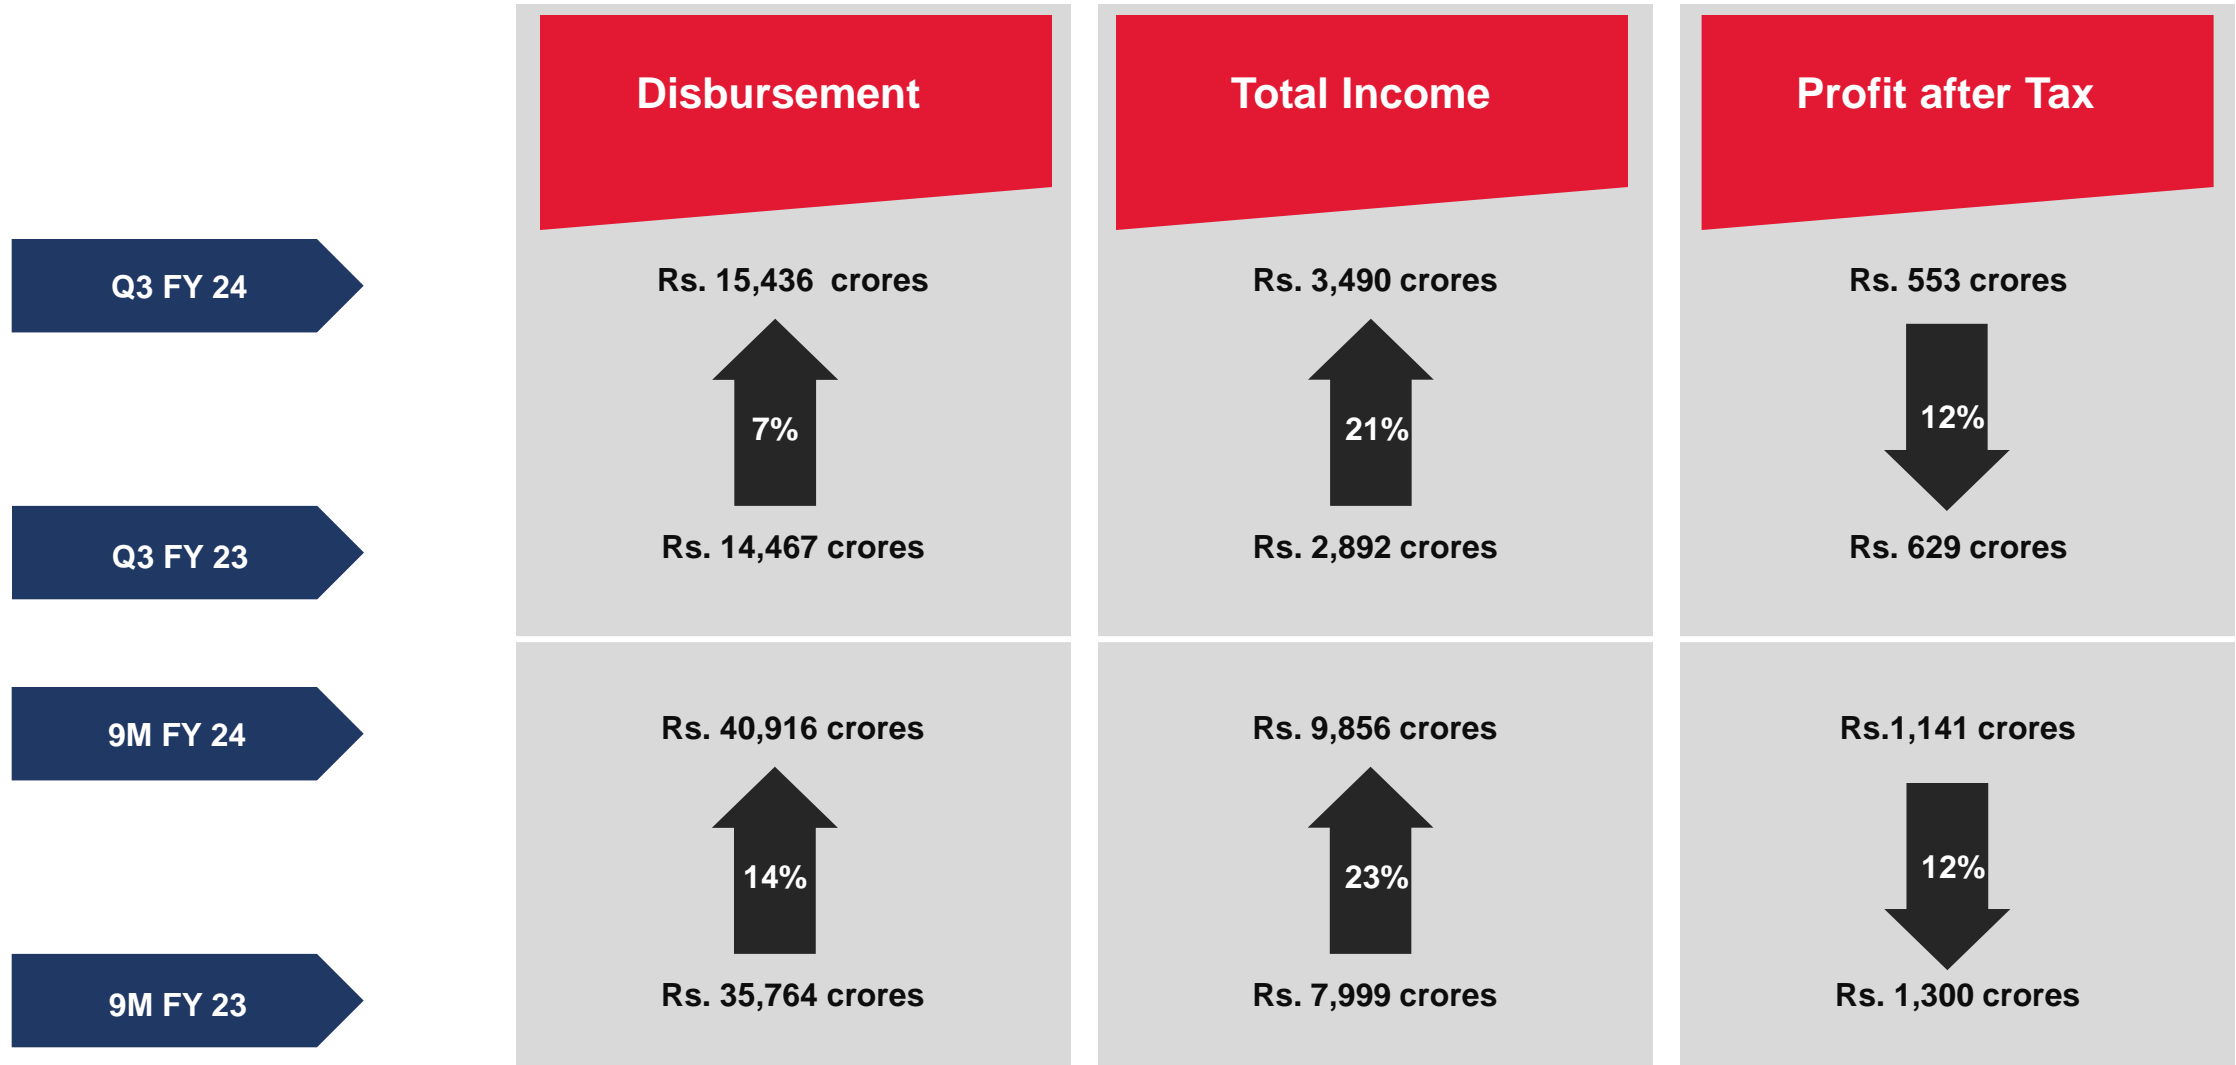 Disbursement
Total Income
Profit after Tax
Q3 FY 24
Rs. 15,436 crores
Rs. 3,490 crores
Rs. 553 crores
7%
21%
12%
Q3 FY 23
Rs. 14,467 crores
Rs. 2,892 crores
Rs. 629 crores
9M FY 24
Rs. 40,916 crores
Rs. 9,856 crores
Rs.1,141 crores
14%
23%
12%
9M FY 23
Rs. 35,764 crores
Rs. 7,999 crores
Rs. 1,300 crores